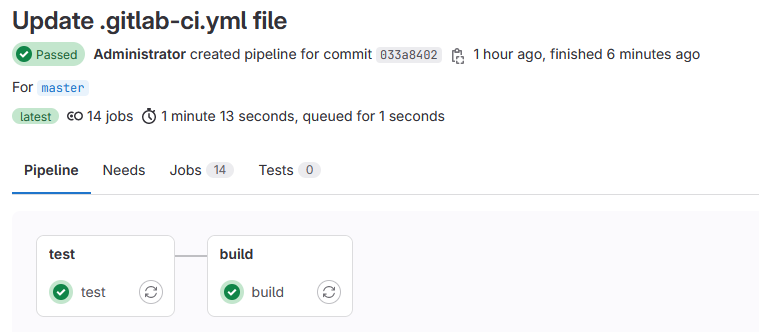 Update .gitlab-ci.yml file
Passed Administrator created pipeline for commit 033a8402 1 hour ago, finished 6 minutes ago
For master
latest 14 jobs 1 minute 13 seconds, queued for 1 seconds
Pipeline Needs Jobs 14 Tests 0
test build
test build